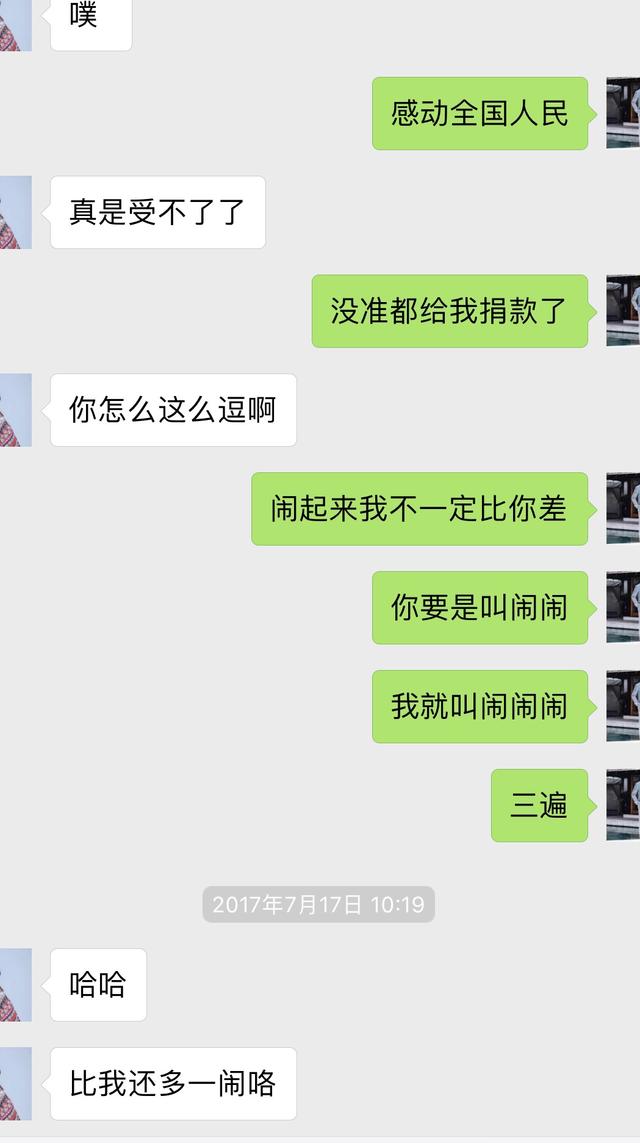 噗
感动全国人民
真是受不了了
没准都给我捐款了
你怎么这么逗啊
闹起来我不一定比你差
你要是叫闹闹
我就叫闹闹闹
三遍
2017年7月17日 10:19
哈哈
比我还多一闹咯